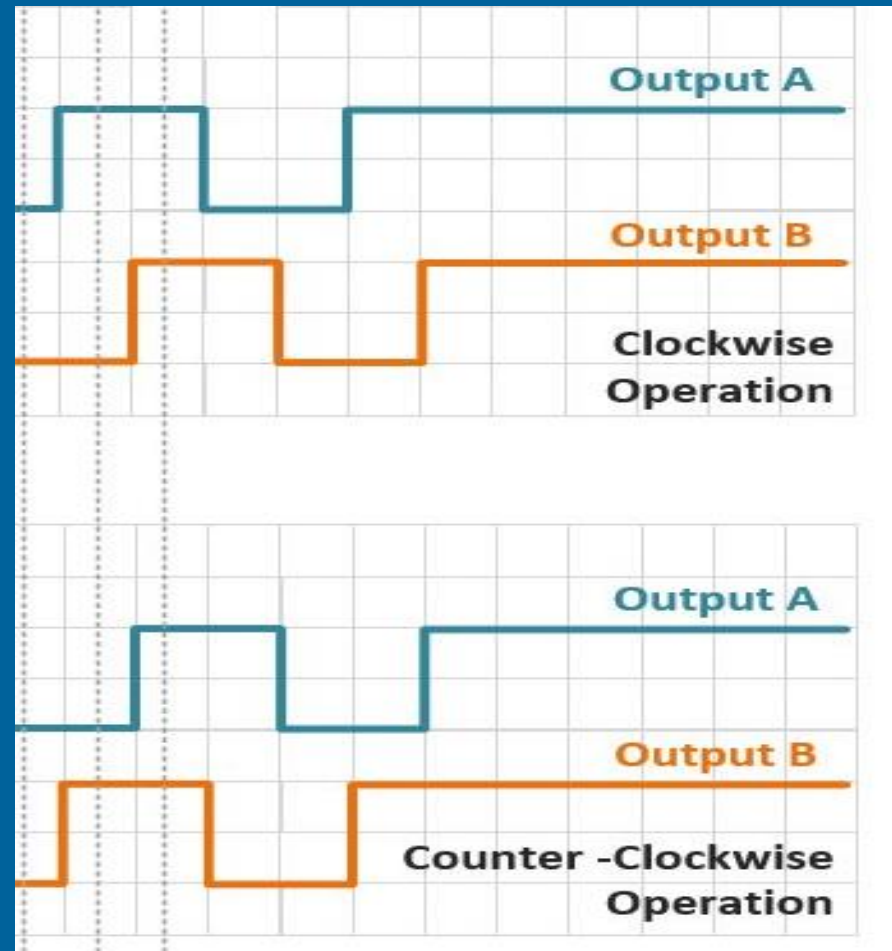 Output A
Output B
Clockwise
Operation
Output A
Output B
Counter -Clockwise
Operation